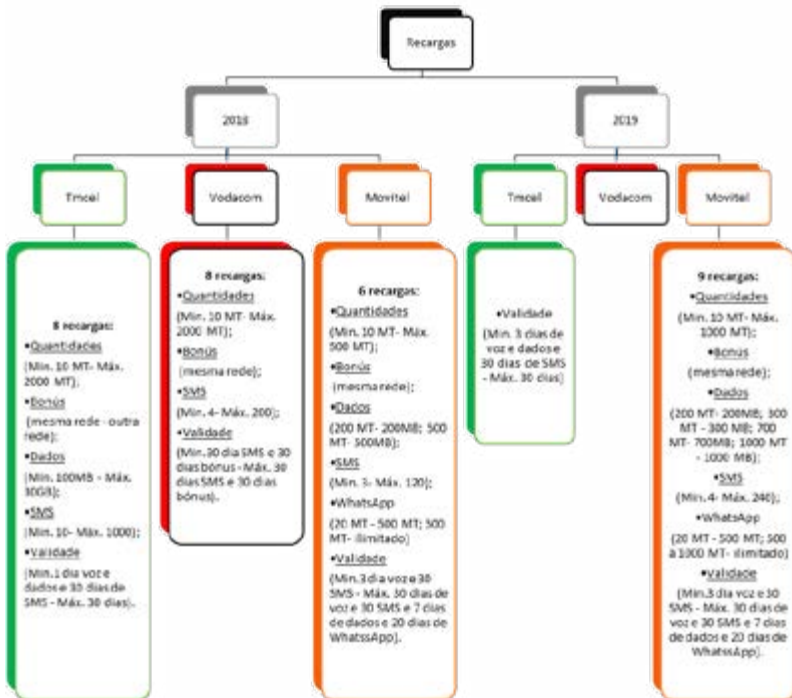 Recargas
2018
2019
Tmcel
Vodacom
Movitel
Tmcel
Vodacom
Movitel
8 recargas:
•Quantidades
(Min. 10 MT- Máx.
2000 MT);
•Bonús
(mesma rede - outra
rede);
•Dados
(Min. 100MB - Máx.
30GB);
•SMS
(Min. 10- Máx. 1000);
•Validade
(Min.1 dia voz e
dados e 30 dias de
SMS - Máx. 30 dias).
8 recargas:
•Quantidades
(Min. 10 MT- Máx.
2000 MT);
•Bonús
(mesma rede);
•SMS
(Min. 4- Máx. 200);
•Validade
(Min.30 dia SMS e 30
dias bónus - Máx. 30
dias SMS e 30 dias
bónus).
6 recargas:
•Quantidades
(Min. 10 MT- Máx.
500 MT);
•Bonús
(mesma rede);
•Dados
(200 MT- 200MB; 500
MT- 500MB);
•SMS
(Min. 3- Máx. 120);
•WhatsApp
(20 MT - 500 MT; 500
MT- ilimitado)
•Validade
(Min.3 dia voz e 30
SMS - Máx. 30 dias de
voz e 30 SMS e 7 dias
de dados e 20 dias de
WhatssApp).
•Validade
(Min. 3 dias de
voz e dados e
30 dias de SMS
- Máx. 30 dias)
9 recargas:
•Quantidades
(Min. 10 MT- Máx.
1000 MT);
•Bonús
(mesma rede);
•Dados
(200 MT- 200MB; 300
MT - 300 MB; 700
MT- 700MB; 1000 MT
- 1000 MB);
•SMS
(Min. 4- Máx. 240);
•WhatsApp
(20 MT - 500 MT; 500
à 1000 MT- ilimitado)
•Validade
(Min.3 dia voz e 30
SMS - Máx. 30 dias de
voz e 30 SMS e 7 dias
de dados e 20 dias de
WhatssApp).